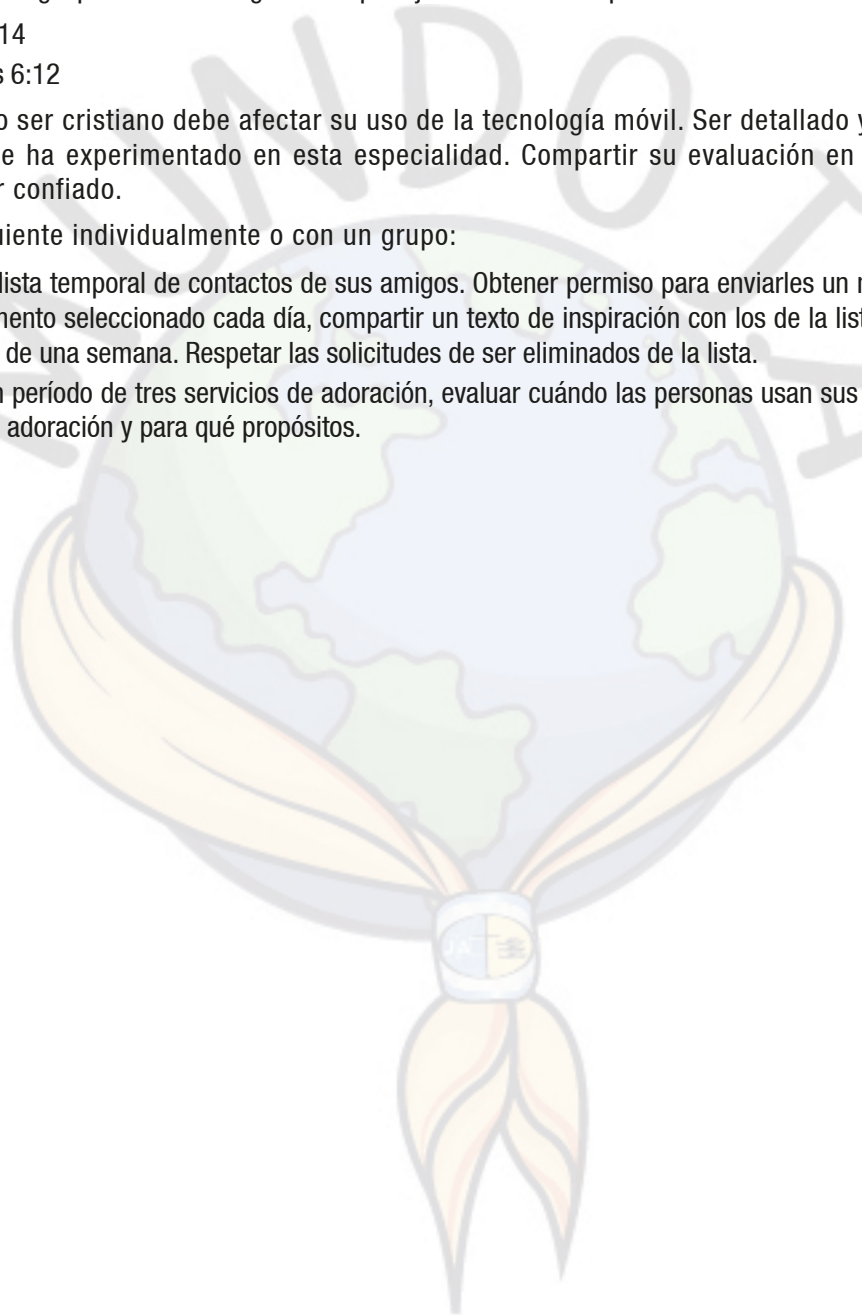 14
s 6:12
o ser cristiano debe afectar su uso de la tecnología móvil. Ser detallado y
e ha experimentado en esta especialidad. Compartir su evaluación en
r confiado.
uiente individualmente o con un grupo:
lista temporal de contactos de sus amigos. Obtener permiso para enviarles un
mento seleccionado cada día, compartir un texto de inspiración con los de la lis
de una semana. Respetar las solicitudes de ser eliminados de la lista.
período de tres servicios de adoración, evaluar cuándo las personas usan sus
adoración y para qué propósitos.
MUNDO JA
JA